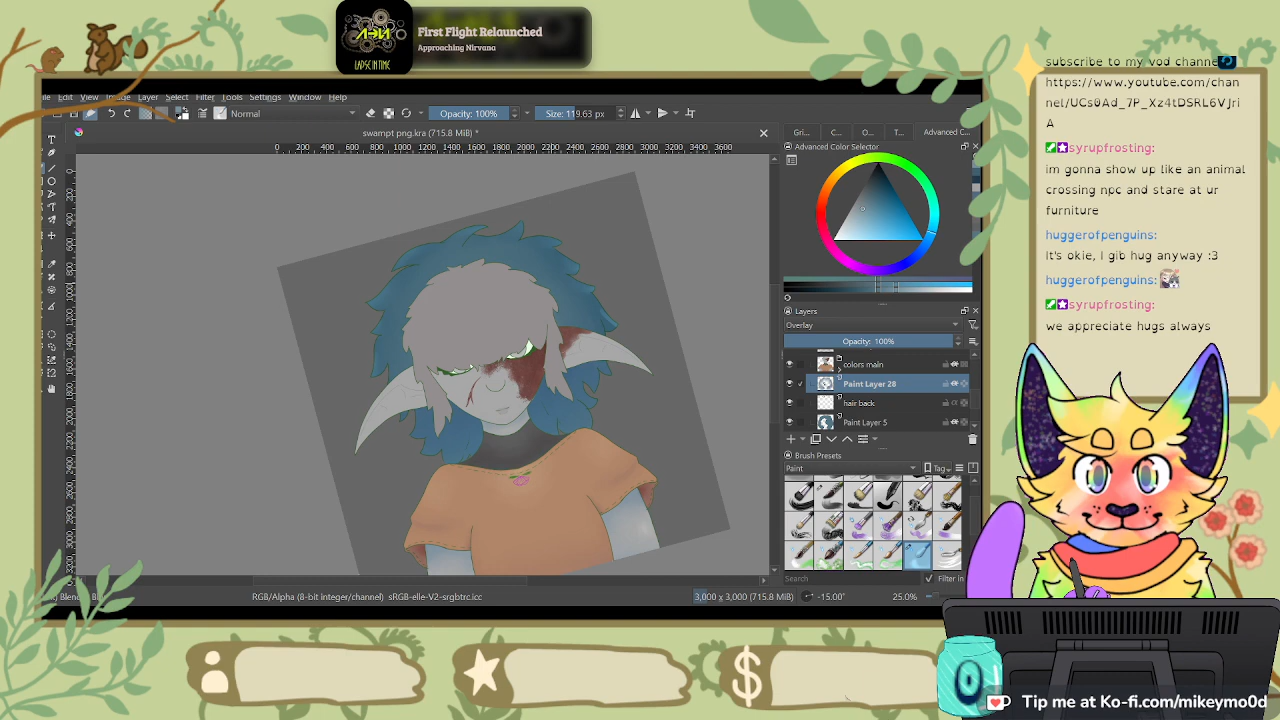 First Flight Relaunched
Approaching Nirvana
LAPSE IN TIME
subscribe to my vod channe
https://www.youtube.com/chan
nel/UCs0Ad_7P_Xz4tDSRL6VJri
A
syrupfrosting:
im gonna show up like an animal
crossing npc and stare at ur
furniture
huggerofpenguins:
It's okie, I gib hug anyway :3
huggerofpenguins:
syrupfrosting:
we appreciate hugs always
ile Edit View Image Layer Select Filter Tools Settings Window Help
Normal
Opacity: 100%
Size: 119.63 px
swampt png.kra (715.8 MiB) *
0 200 400 600 800 1000 1200 1400 1600 1800 2000 2200 2400 2600 2800 3000 3200 3400 3600
Gri... C... O... T... Advanced C...
Advanced Color Selector
Layers
Overlay
Opacity: 100%
colors main
Paint Layer 28
hair back
Paint Layer 5
Brush Presets
Paint
Tag
Search
Filter in
RGB/Alpha (8-bit integer/channel) sRGB-elle-V2-srgbtrc.icc
3,000 x 3,000 (715.8 MiB)
-15.00°
25.0%
Tip me at Ko-fi.com/mikeymo0d